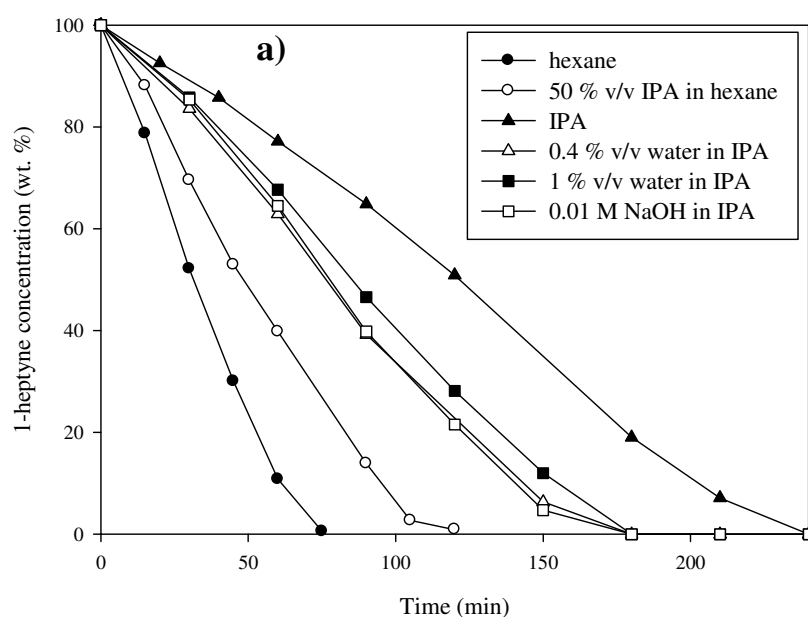 a)
hexane
50 % v/v IPA in hexane
IPA
0.4 % v/v water in IPA
1 % v/v water in IPA
0.01 M NaOH in IPA
1-heptyne concentration (wt. %)
100
80
60
40
20
0
0 50 100 150 200
Time (min)